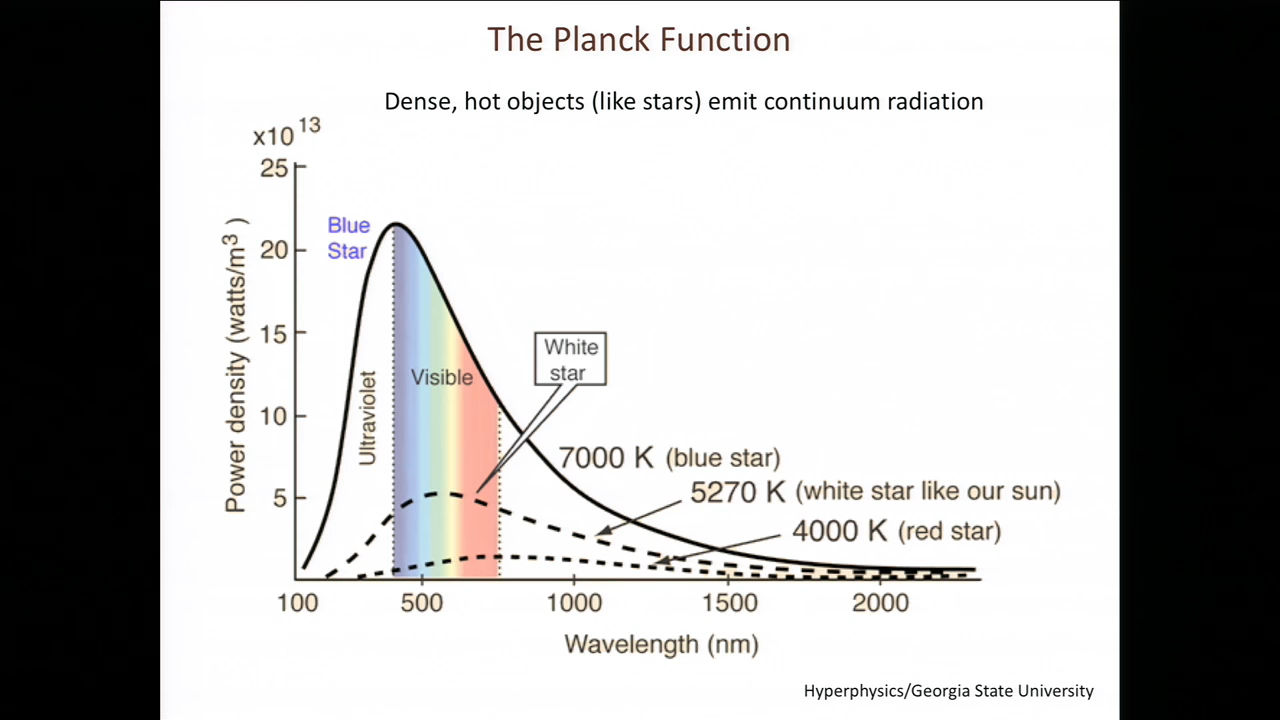 The Planck Function
Dense, hot objects (like stars) emit continuum radiation
x10 13
25
20
15
10
5
Power density (watts/m3 )
Blue
Star
Ultraviolet
Visible
White
star
7000 K (blue star)
5270 K (white star like our sun)
4000 K (red star)
100 500 1000 1500 2000
Wavelength (nm)
Hyperphysics/Georgia State University